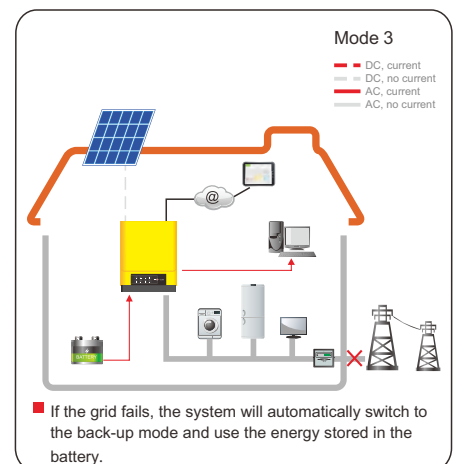 Mode 3
DC, current
DC, no current
AC, current
AC, no current
@
BATTERY
If the grid fails, the system will automatically switch to
the back-up mode and use the energy stored in the
battery.